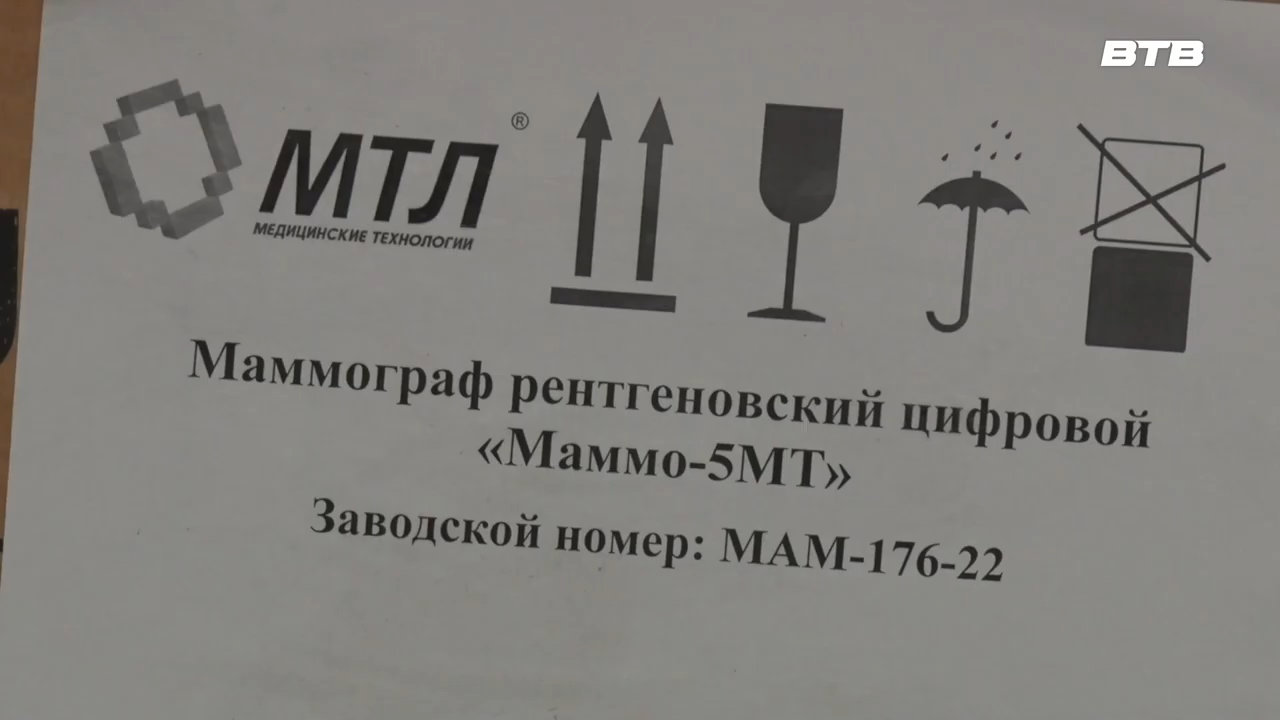 ВТВ
МТЛ®
МЕДИЦИНСКИЕ ТЕХНОЛОГИИ
Маммограф рентгеновский цифровой
«Маммо-5МТ»
Заводской номер: МАМ-176-22